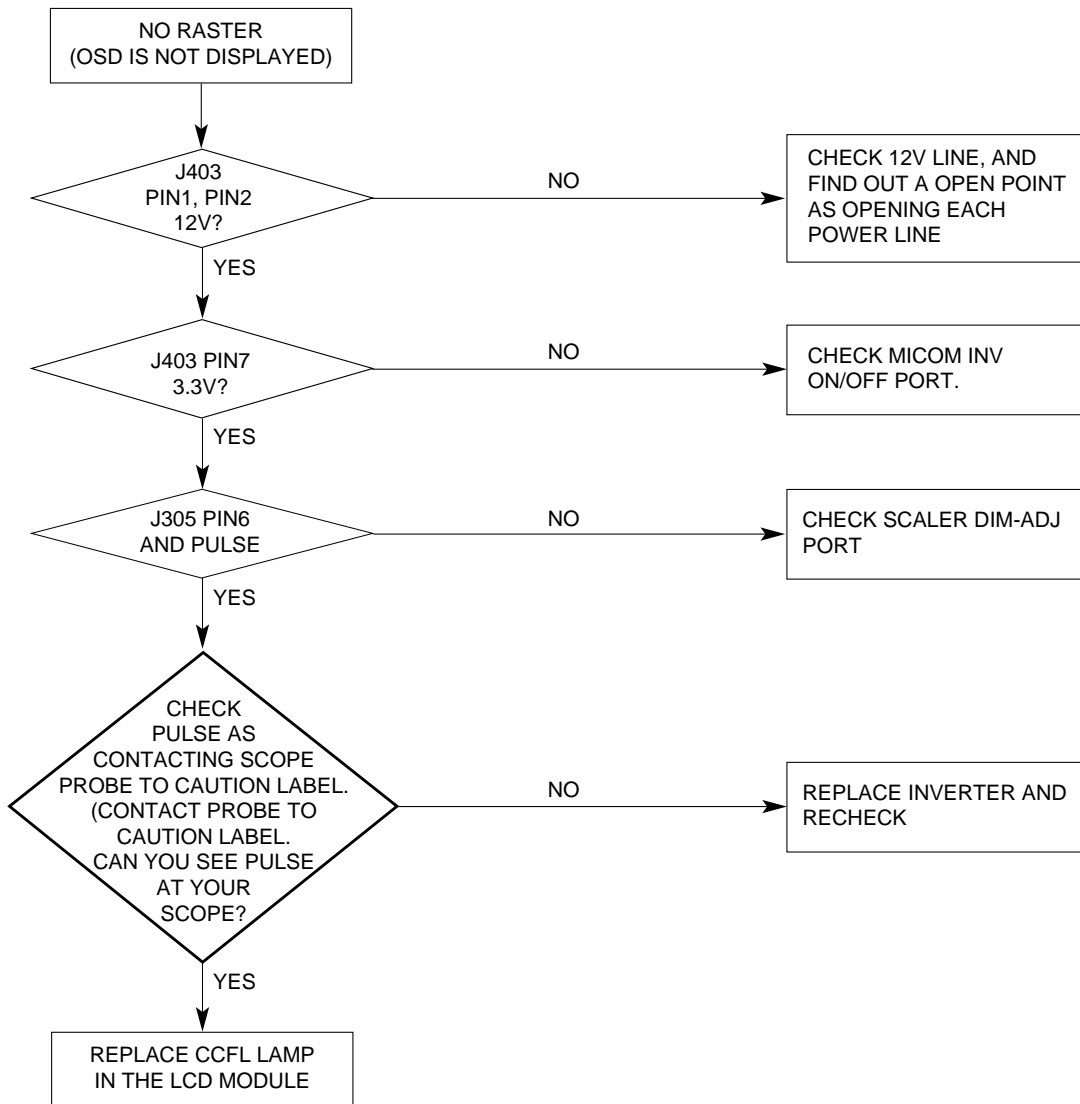 NO RASTER
(OSD IS NOT DISPLAYED)
J403
PIN1, PIN2
12V?
NO
CHECK 12V LINE, AND
FIND OUT A OPEN POINT
AS OPENING EACH
POWER LINE
YES
J403 PIN7
3.3V?
NO
CHECK MICOM INV
ON/OFF PORT.
YES
J305 PIN6
AND PULSE
NO
CHECK SCALER DIM-ADJ
PORT
YES
CHECK
PULSE AS
CONTACTING SCOPE
PROBE TO CAUTION LABEL.
(CONTACT PROBE TO
CAUTION LABEL.
CAN YOU SEE PULSE
AT YOUR
SCOPE?
NO
REPLACE INVERTER AND
RECHECK
YES
REPLACE CCFL LAMP
IN THE LCD MODULE